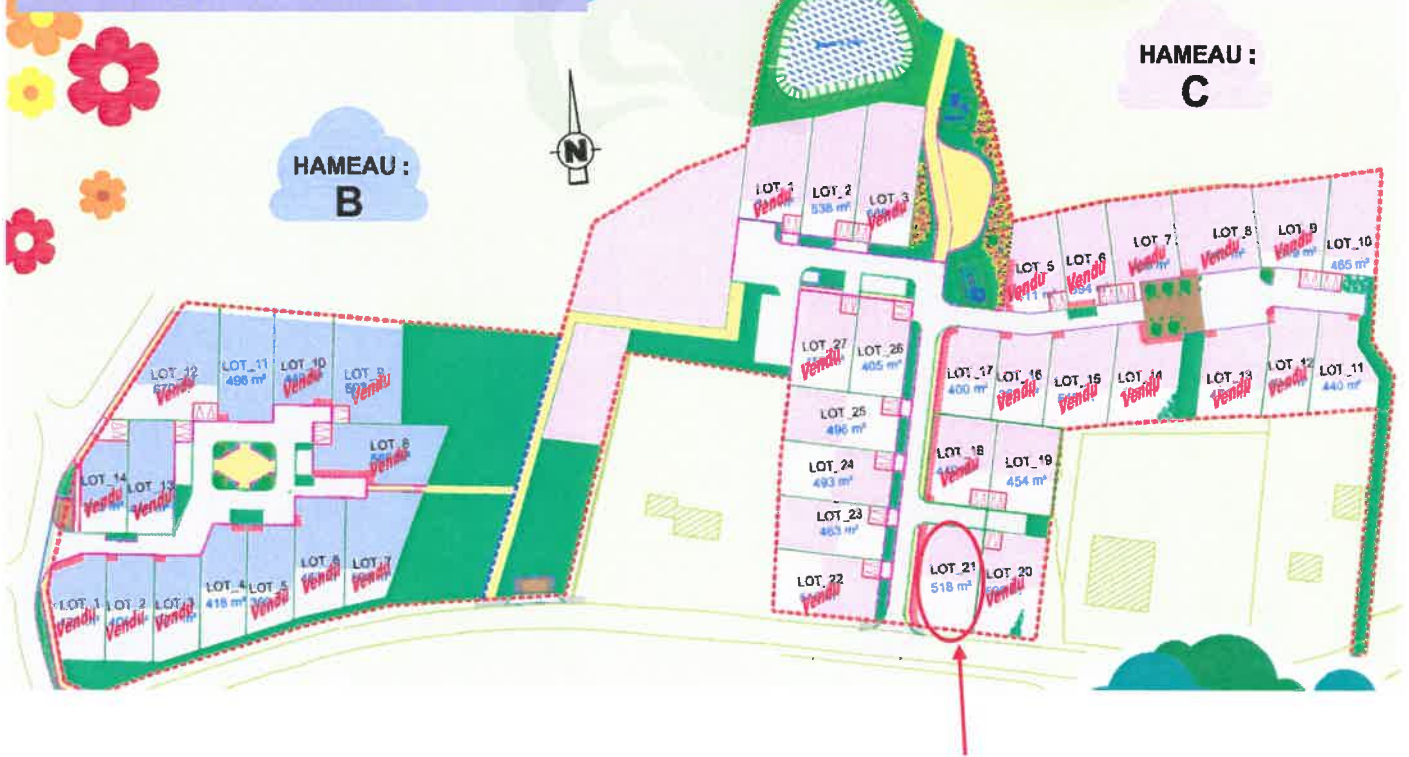 HAMEAU :
B
N
HAMEAU :
C
LOT_1
Vendu
LOT_2
538 m²
LOT_3
Vendu
LOT_5
Vendu
LOT_6
Vendu
LOT_7
Vendu
LOT_8
Vendu
LOT_9
Vendu
LOT_10
465 m²
LOT_27
Vendu
LOT_26
405 m²
LOT_17
400 m²
LOT_16
Vendu
LOT_15
Vendu
LOT_14
Vendu
LOT_13
Vendu
LOT_12
Vendu
LOT_11
440 m²
LOT_25
496 m²
LOT_24
493 m²
LOT_23
463 m²
LOT_22
Vendu
LOT_18
Vendu
LOT_19
454 m²
LOT_21
518 m²
LOT_20
Vendu
LOT_12
Vendu
LOT_11
496 m²
LOT_10
Vendu
LOT_9
Vendu
LOT_8
Vendu
LOT_14
Vendu
LOT_13
Vendu
LOT_1
Vendu
LOT_2
Vendu
LOT_3
Vendu
LOT_4
418 m²
LOT_5
Vendu
LOT_6
Vendu
LOT_7
Vendu